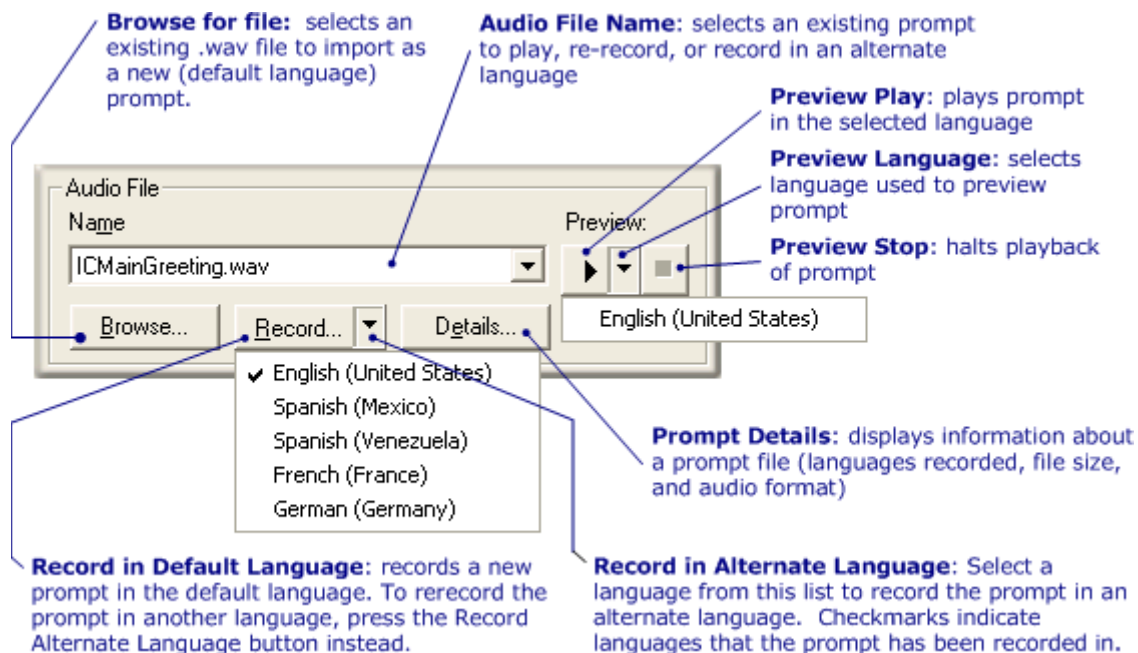 Browse for file:  selects an
existing .wav file to import as
a new (default language)
prompt.
Audio File Name: selects an existing prompt
to play, re-record, or record in an alternate
language
Preview Play: plays prompt
in the selected language
Preview Language: selects
language used to preview
prompt
Preview Stop: halts playback
of prompt
Audio File
Name
Preview:
ICMainGreeting.wav
Browse...
Record...
Details...
English (United States)
English (United States)
Spanish (Mexico)
Spanish (Venezuela)
French (France)
German (Germany)
Prompt Details: displays information about
a prompt file (languages recorded, file size,
and audio format)
Record in Default Language: records a new
prompt in the default language. To rerecord the
prompt in another language, press the Record
Alternate Language button instead.
Record in Alternate Language: Select a
language from this list to record the prompt in an
alternate language.  Checkmarks indicate
languages that the prompt has been recorded in.